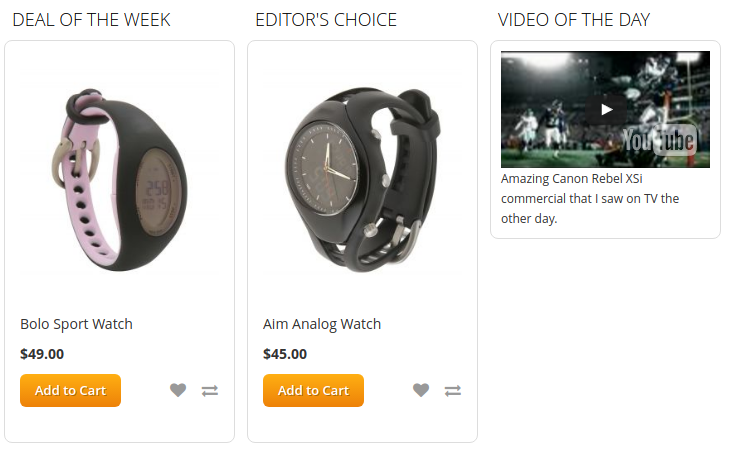 DEAL OF THE WEEK
EDITOR'S CHOICE
VIDEO OF THE DAY
2:58
Bolo Sport Watch
$49.00
Add to Cart
Aim Analog Watch
$45.00
Add to Cart
YouTube
Amazing Canon Rebel XSi
commercial that I saw on TV the
other day.